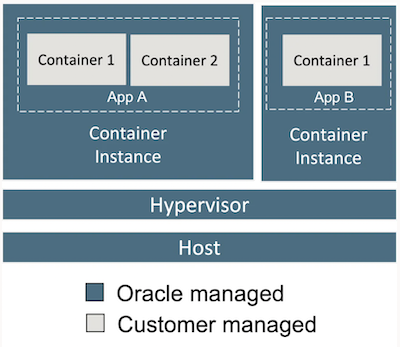 Container 1
Container 2
App A
Container
Instance
Container 1
App B
Container
Instance
Hypervisor
Host
Oracle managed
Customer managed